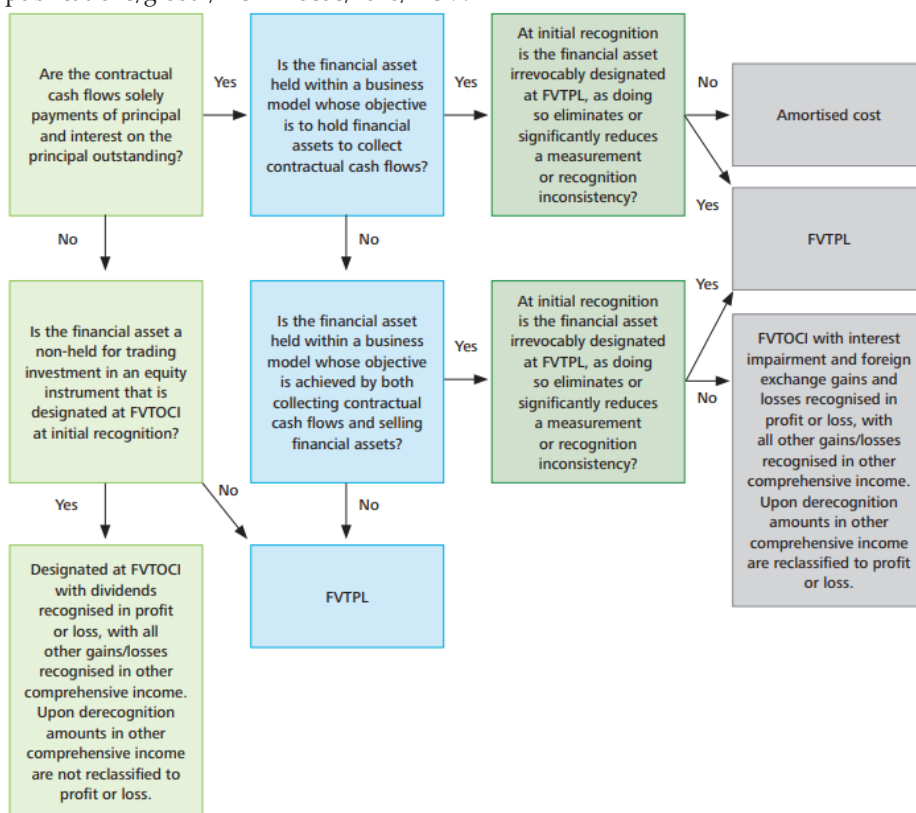 publications/global/
Are the contractual
cash flows solely
payments of principal
and interest on the
principal outstanding?
Yes
Is the financial asset
held within a business
model whose objective
is to hold financial
assets to collect
contractual cash flows?
Yes
At initial recognition
is the financial asset
irrevocably designated
at FVTPL, as doing
so eliminates or
significantly reduces
a measurement
or recognition
inconsistency?
No
Amortised cost
Yes
FVTPL
No
No
Is the financial asset a
non-held for trading
investment in an equity
instrument that is
designated at FVTOCI
at initial recognition?
Is the financial asset
held within a business
model whose objective
is achieved by both
collecting contractual
cash flows and selling
financial assets?
Yes
At initial recognition
is the financial asset
irrevocably designated
at FVTPL, as doing
so eliminates or
significantly reduces
a measurement
or recognition
inconsistency?
Yes
No
FVTOCI with interest
impairment and foreign
exchange gains and
losses recognised in
profit or loss, with
all other gains/losses
recognised in other
comprehensive income.
Upon derecognition
amounts in other
comprehensive income
are reclassified to profit
or loss.
Yes
No
No
Designated at FVTOCI
with dividends
recognised in profit
or loss, with all
other gains/losses
recognised in other
comprehensive income.
Upon derecognition
amounts in other
comprehensive income
are not reclassified to
profit or loss.
FVTPL